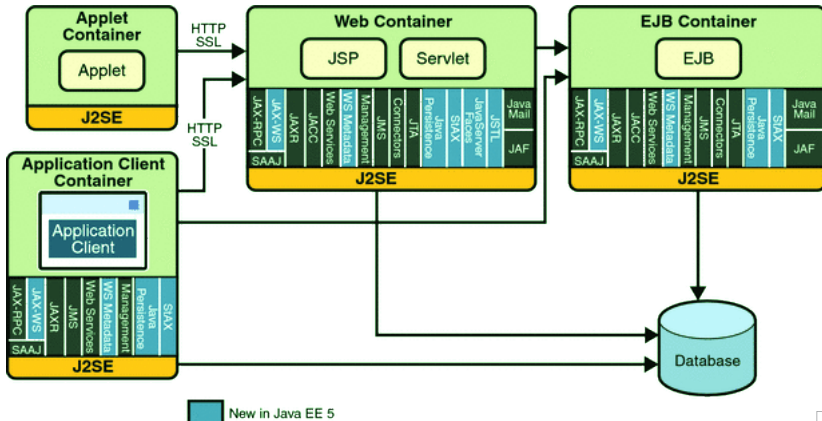 Applet
Container
Applet
J2SE
HTTP
SSL
HTTP
SSL
Web Container
JSP
Servlet
JAX-RPC
JAX-WS
SAAJ
JAXR
JACC
Web Services
WS Metadata
Management
JMS
Connectors
JTA
Java
Persistence
StAX
JavaServer
Faces
JSTL
Java
Mail
JAF
J2SE
EJB Container
EJB
JAX-RPC
JAX-WS
SAAJ
JAXR
JACC
Web Services
WS Metadata
Management
JMS
Connectors
JTA
Java
Persistence
StAX
Java
Mail
JAF
J2SE
Application Client
Container
Application
Client
JAX-RPC
JAX-WS
SAAJ
JAXR
JMS
Web Services
WS Metadata
Management
Java
Persistence
StAX
J2SE
Database
New in Java EE 5